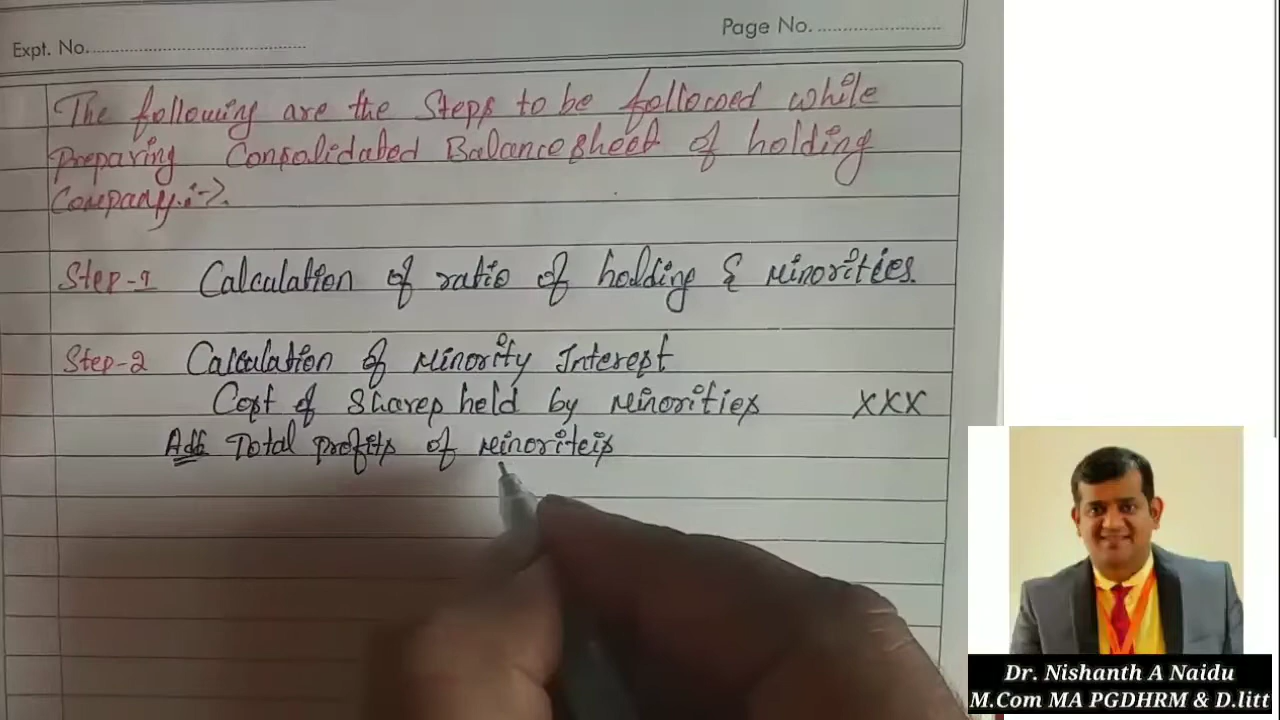 Page No.
Expt. No.
The following are the Steps to be followed while
Preparing Consolidated Balance sheet of holding
Company :->.
Step-1 Calculation of ratio of holding & Minorities.
Step-2 Calculation of Minority Interest
Cost of Shares held by Minorities XXX
Add Total profits of Minoriteis
Dr. Nishanth A Naidu
M.Com MA PGDHRM & D.litt